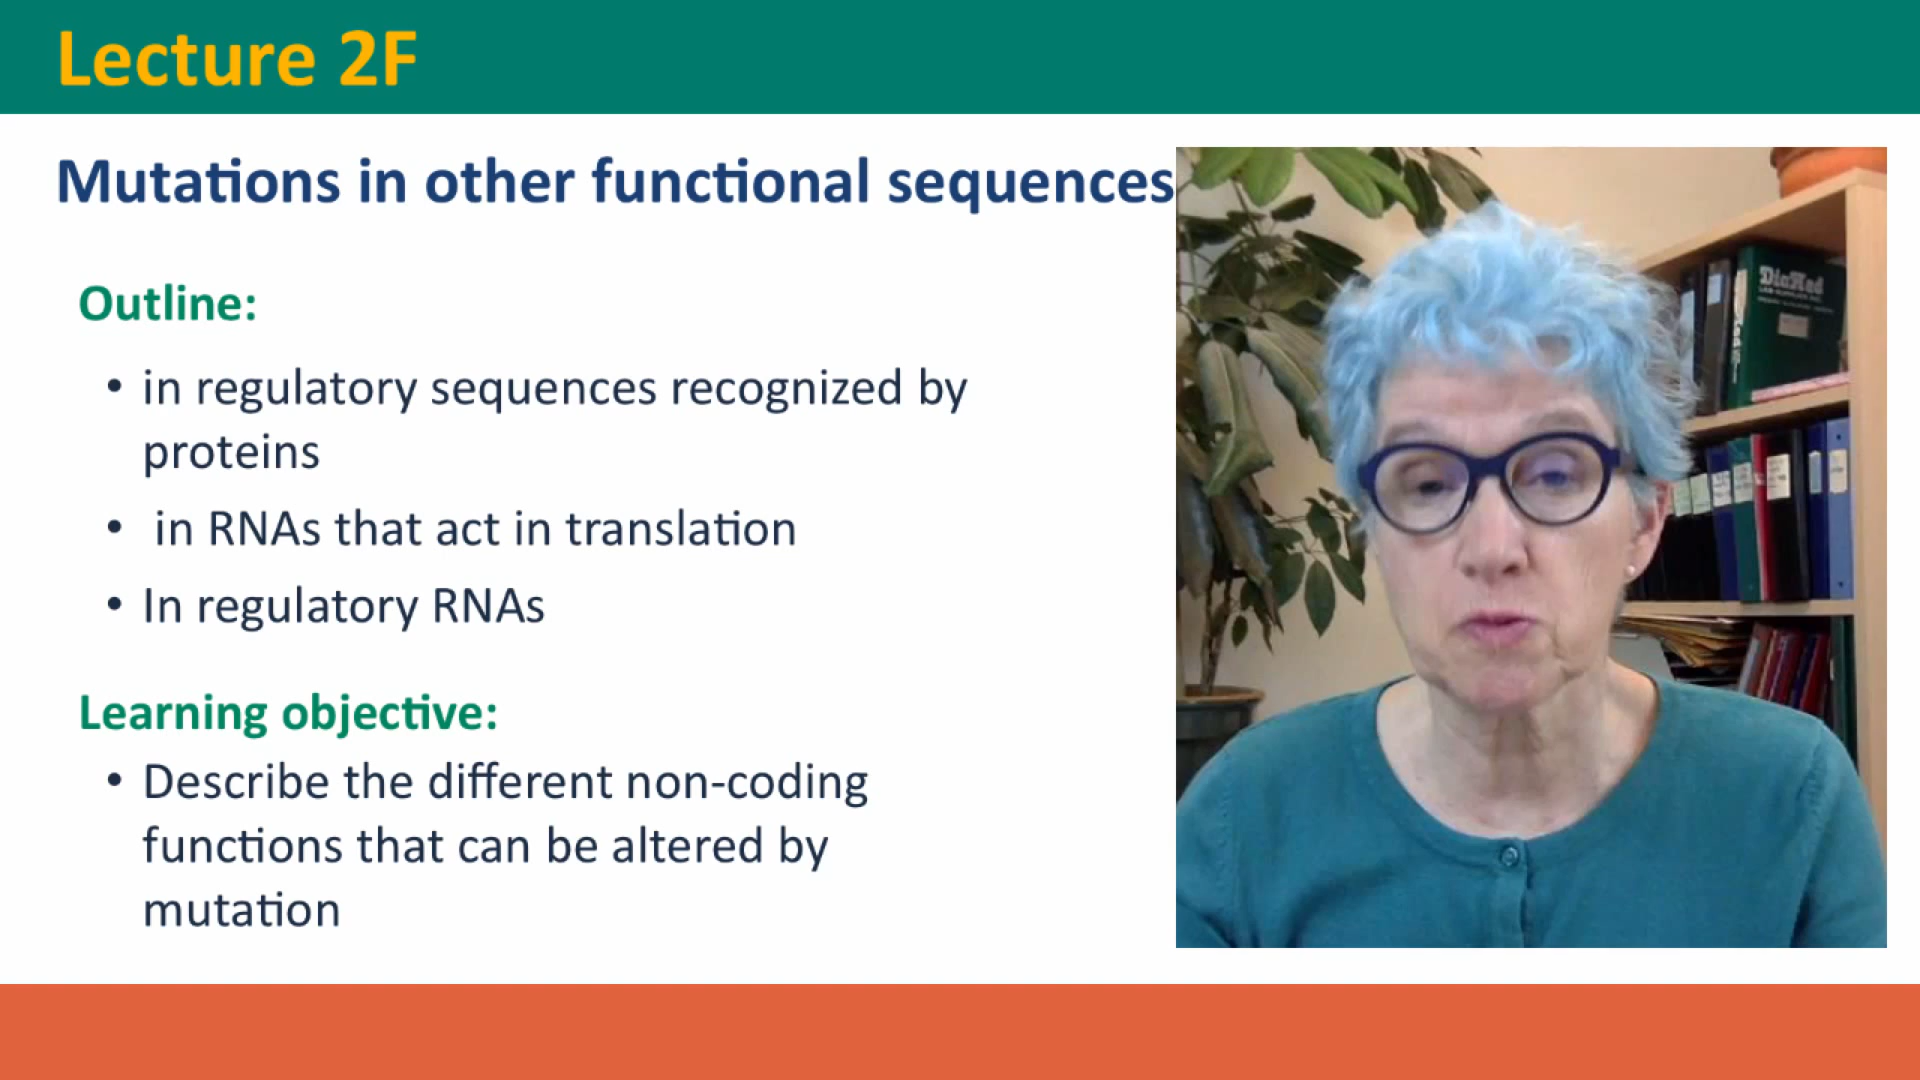 Lecture 2F
Mutations in other functional sequences
Outline:
• in regulatory sequences recognized by
proteins
• in RNAs that act in translation
• In regulatory RNAs
Learning objective:
• Describe the different non-coding
functions that can be altered by
mutation
DiaMed